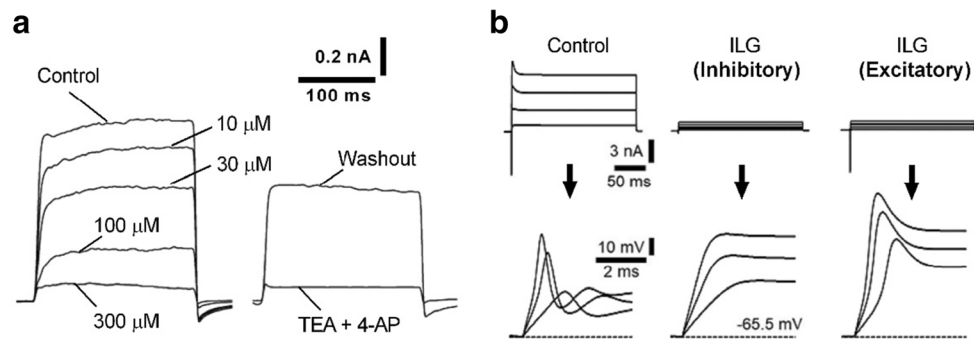 a
Control
0.2 nA
100 ms
10 μM
30 μM
100 μM
300 μM
Washout
TEA + 4-AP
b
Control
ILG
(Inhibitory)
ILG
(Excitatory)
3 nA
50 ms
10 mV
2 ms
-65.5 mV